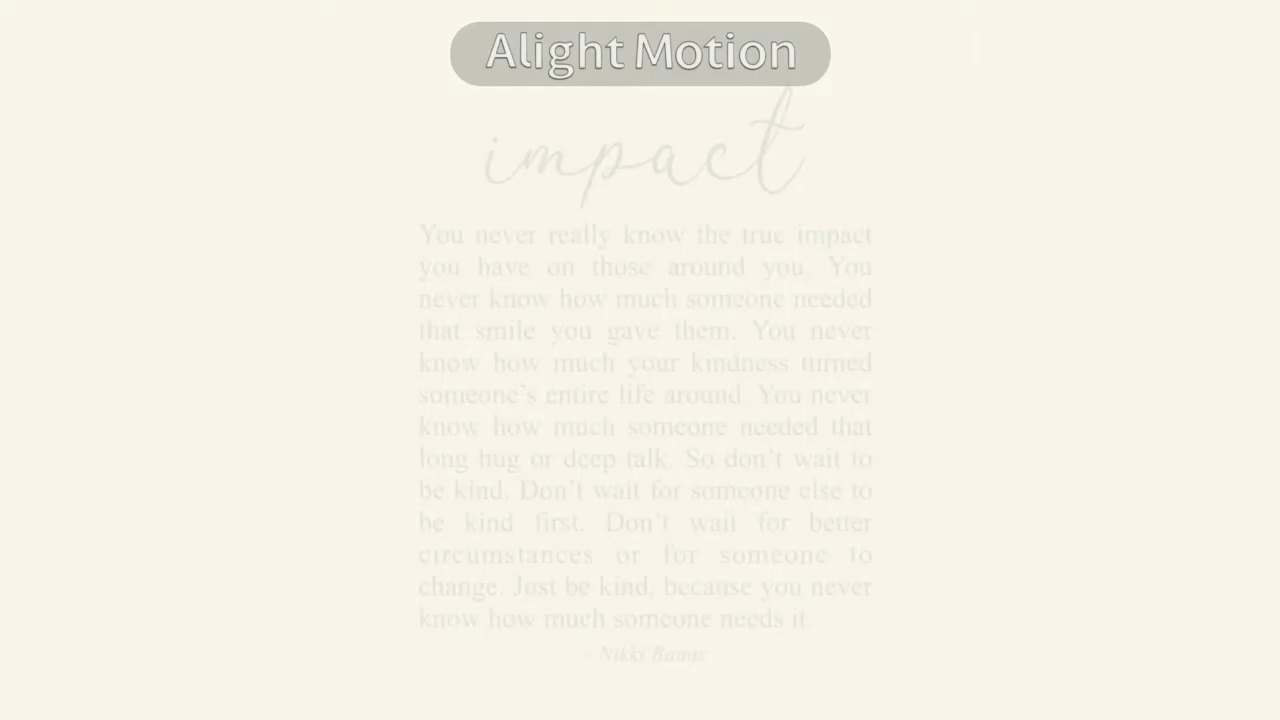 Alight Motion
impact
You never really know the true impact
you have on those around you. You
never know how much someone needed
that smile you gave them. You never
know how much your kindness turned
someone's entire life around. You never
know how much someone needed that
long hug or deep talk. So don't wait to
be kind. Don't wait for someone else to
be kind first. Don't wait for better
circumstances or for someone to
change. Just be kind, because you never
know how much someone needs it.
- Nikki Banas